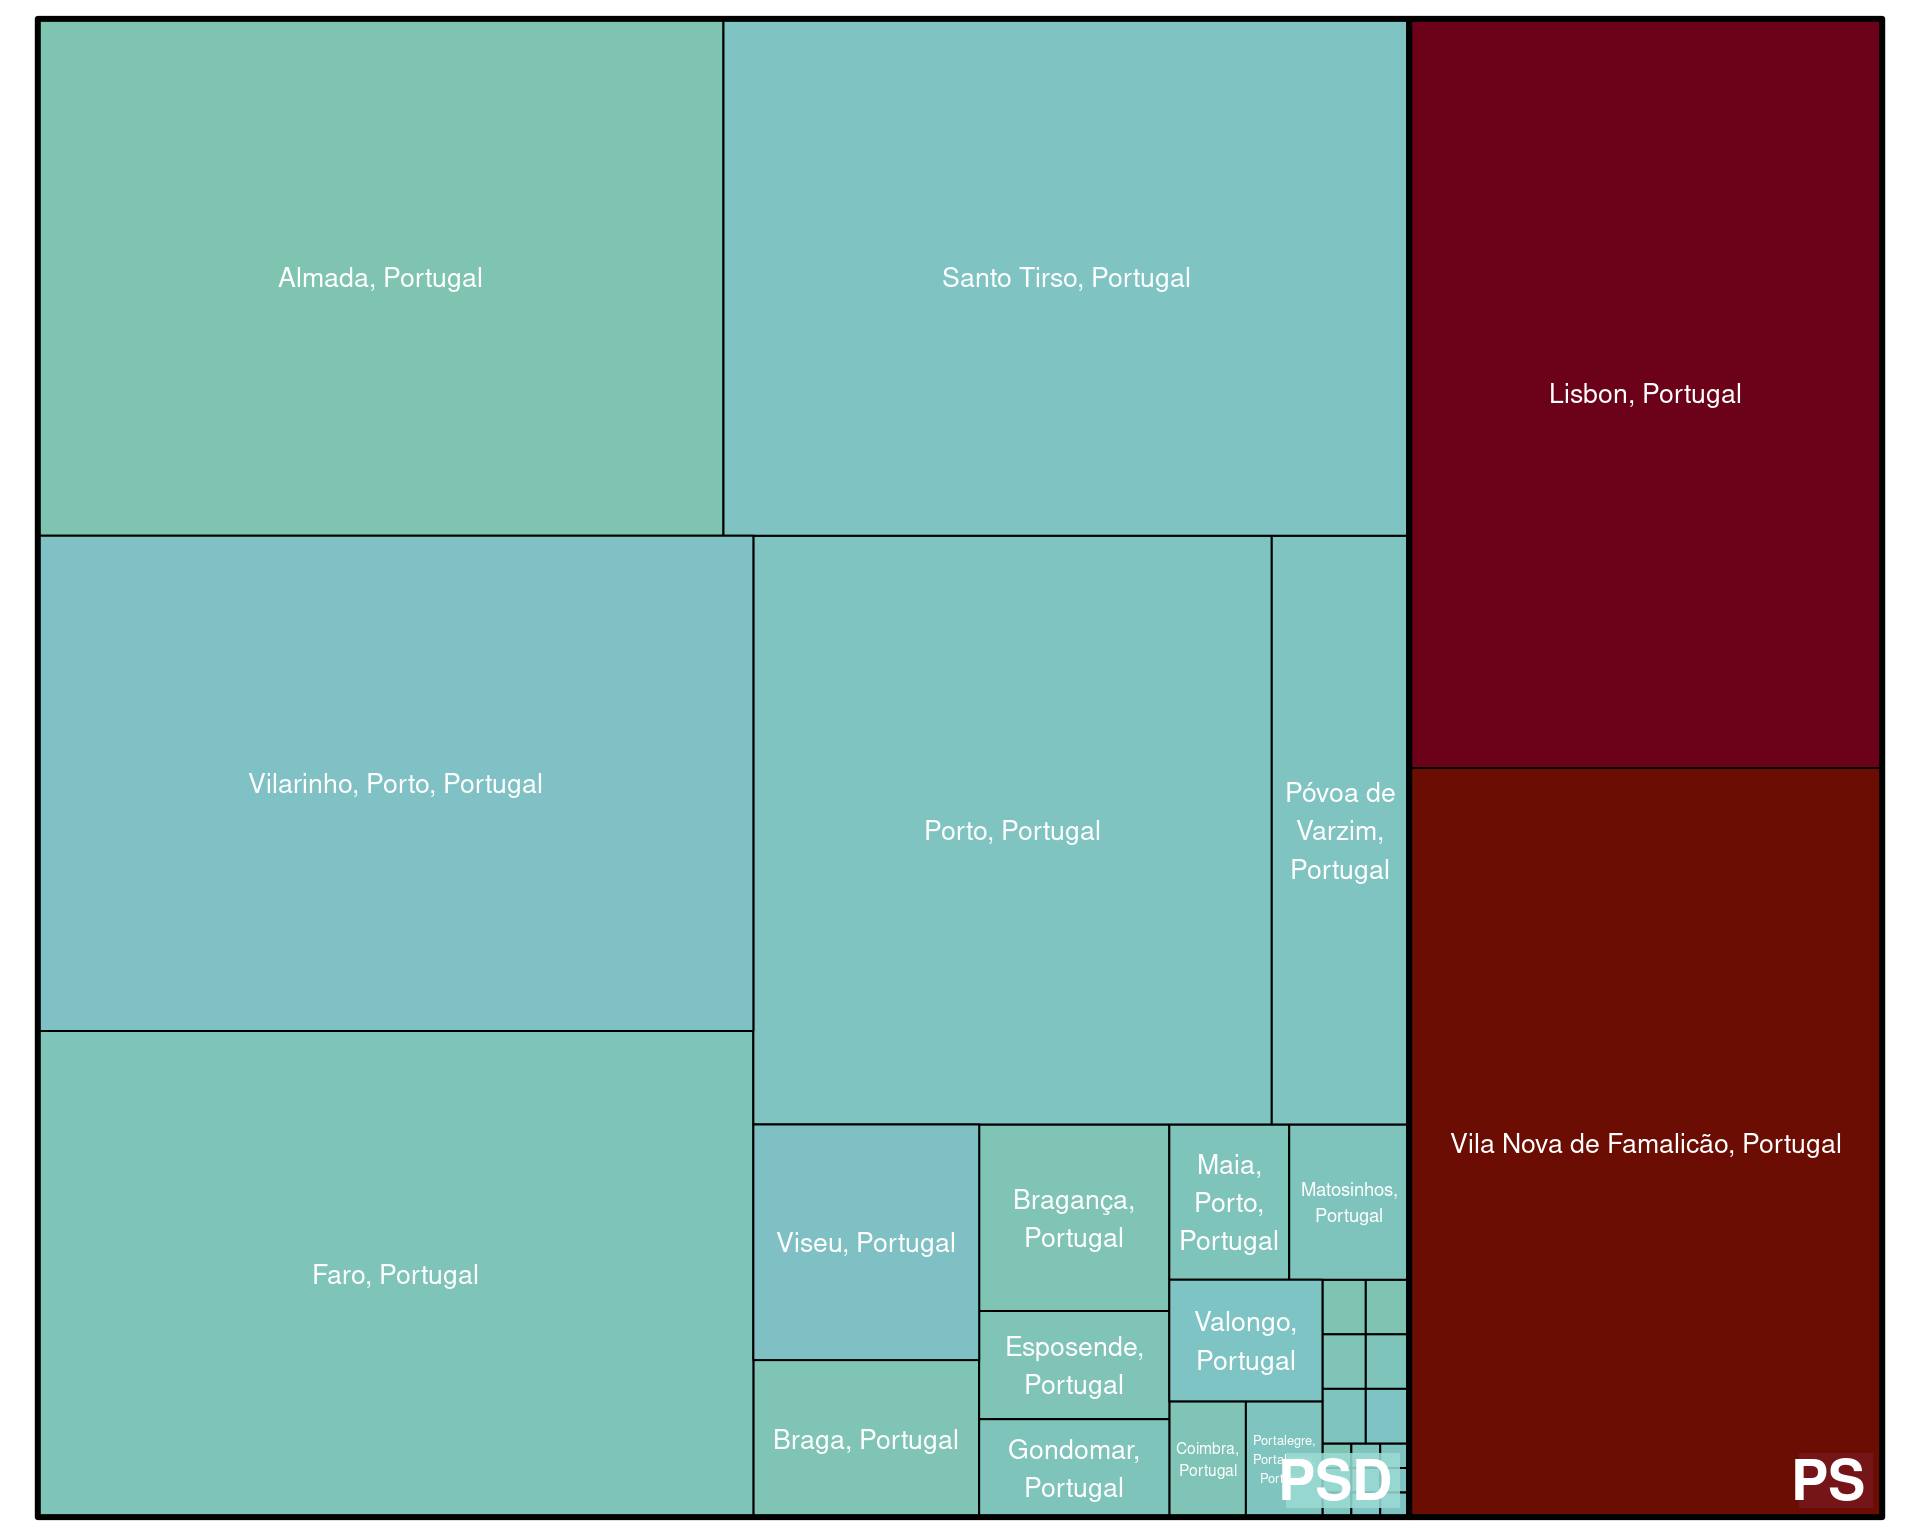 Almada, Portugal
Santo Tirso, Portugal
Lisbon, Portugal
Vilarinho, Porto, Portugal
Porto, Portugal
Póvoa de
Varzim,
Portugal
Vila Nova de Famalicão, Portugal
Faro, Portugal
Viseu, Portugal
Bragança,
Portugal
Maia,
Porto,
Portugal
Matosinhos,
Portugal
Esposende,
Portugal
Valongo,
Portugal
Braga, Portugal
Gondomar,
Portugal
Coimbra,
Portugal
Portalegre,
PSD
PS